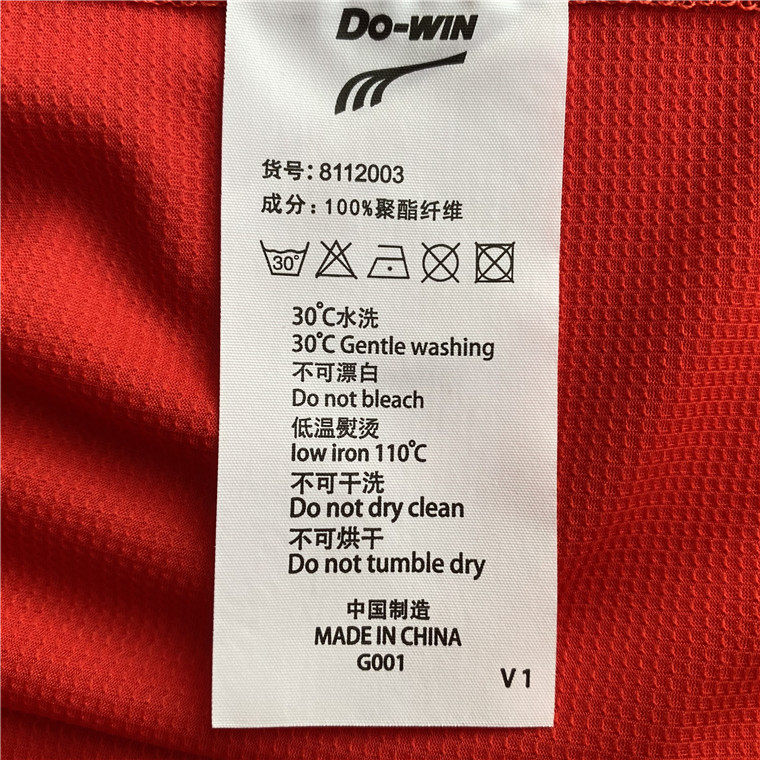 DO-WIN
货号:8112003
成分:100%聚酯纤维
30°
30℃水洗
30℃ Gentle washing
不可漂白
Do not bleach
低温熨烫
low iron 110℃
不可干洗
Do not dry clean
不可烘干
Do not tumble dry
中国制造
MADE IN CHINA
G001
V1